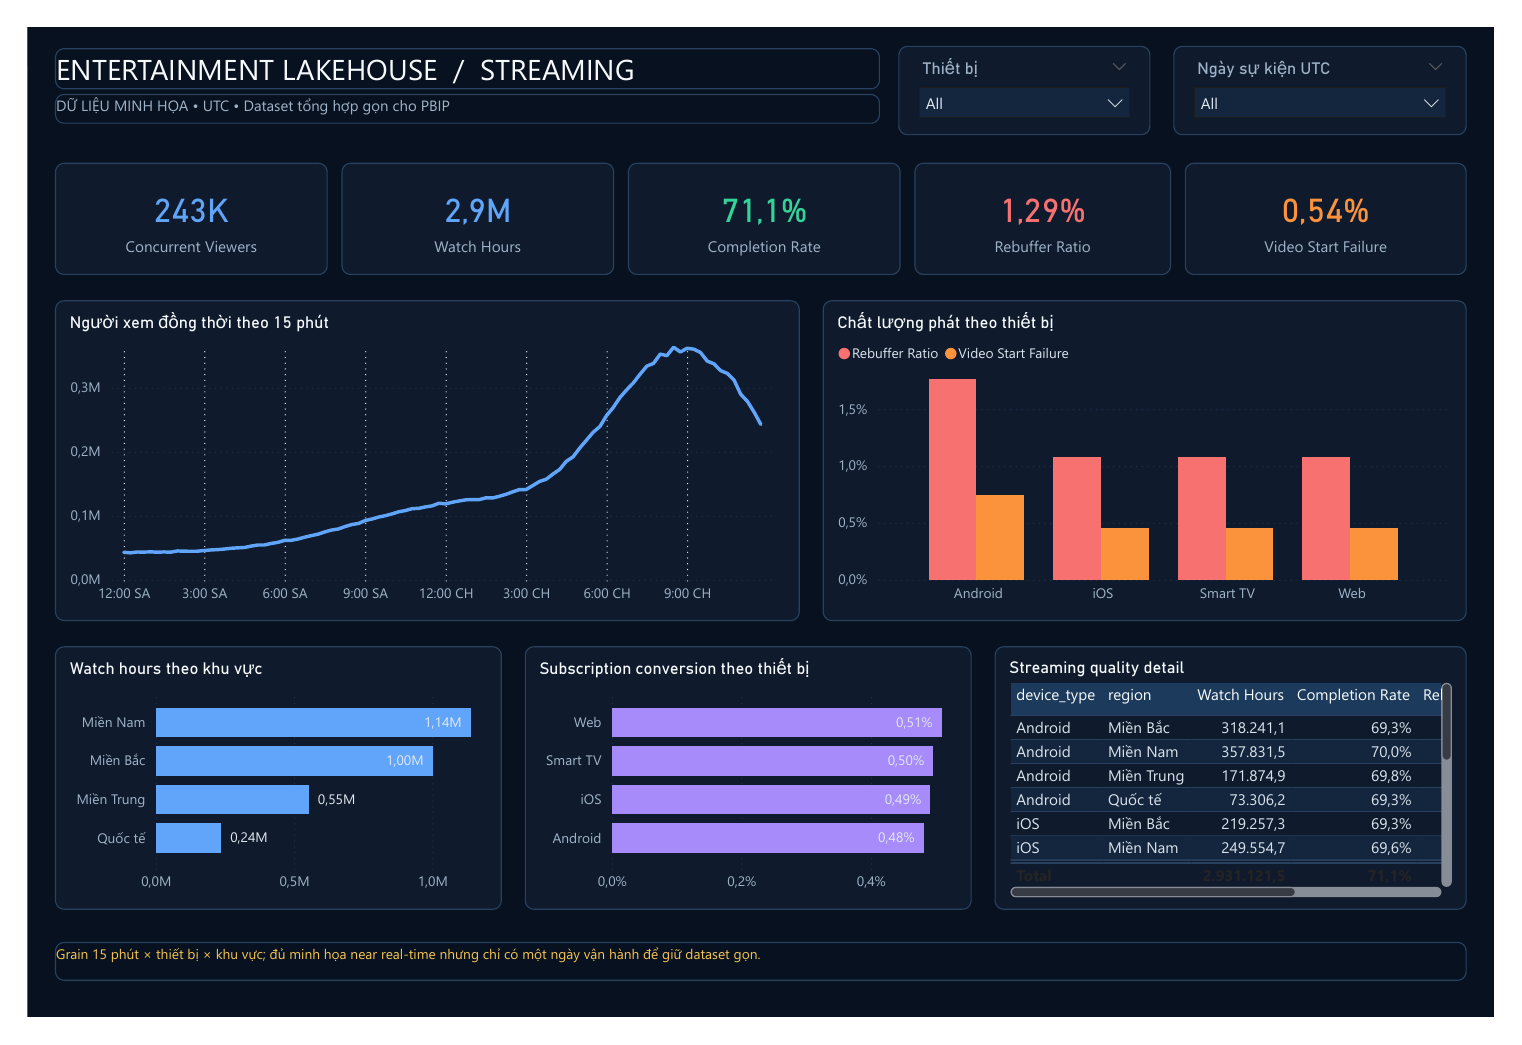 ENTERTAINMENT LAKEHOUSE / STREAMING
DỮ LIỆU MINH HỌA • UTC • Dataset tổng hợp gọn cho PBIP
Thiết bị
All
Ngày sự kiện UTC
All
243K
Concurrent Viewers
2,9M
Watch Hours
71,1%
Completion Rate
1,29%
Rebuffer Ratio
0,54%
Video Start Failure
Người xem đồng thời theo 15 phút
0,3M
0,2M
0,1M
0,0M
12:00 SA 3:00 SA 6:00 SA 9:00 SA 12:00 CH 3:00 CH 6:00 CH 9:00 CH
Chất lượng phát theo thiết bị
Rebuffer Ratio Video Start Failure
1,5%
1,0%
0,5%
0,0%
Android iOS Smart TV Web
Watch hours theo khu vực
Miền Nam 1,14M
Miền Bắc 1,00M
Miền Trung 0,55M
Quốc tế 0,24M
0,0M 0,5M 1,0M
Subscription conversion theo thiết bị
Web 0,51%
Smart TV 0,50%
iOS 0,49%
Android 0,48%
0,0% 0,2% 0,4%
Streaming quality detail
device_type region Watch Hours Completion Rate Rel
Android Miền Bắc 318.241,1 69,3%
Android Miền Nam 357.831,5 70,0%
Android Miền Trung 171.874,9 69,8%
Android Quốc tế 73.306,2 69,3%
iOS Miền Bắc 219.257,3 69,3%
iOS Miền Nam 249.554,7 69,6%
Total 2.931.121,5 71,1%
Grain 15 phút × thiết bị × khu vực; đủ minh họa near real-time nhưng chỉ có một ngày vận hành để giữ dataset gọn.